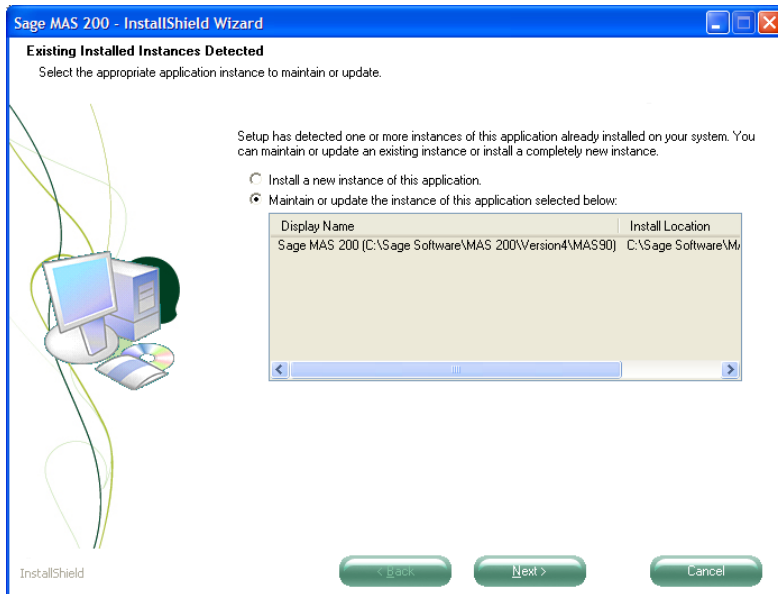 Sage MAS 200 - InstallShield Wizard
Existing Installed Instances Detected
Select the appropriate application instance to maintain or update.
Setup has detected one or more instances of this application already installed on your system. You
can maintain or update an existing instance or install a completely new instance.
Install a new instance of this application.
Maintain or update the instance of this application selected below:
Display Name Install Location
Sage MAS 200 (C:\Sage Software\MAS 200\Version4\MAS90) C:\Sage Software\MA
InstallShield
< Back Next > Cancel